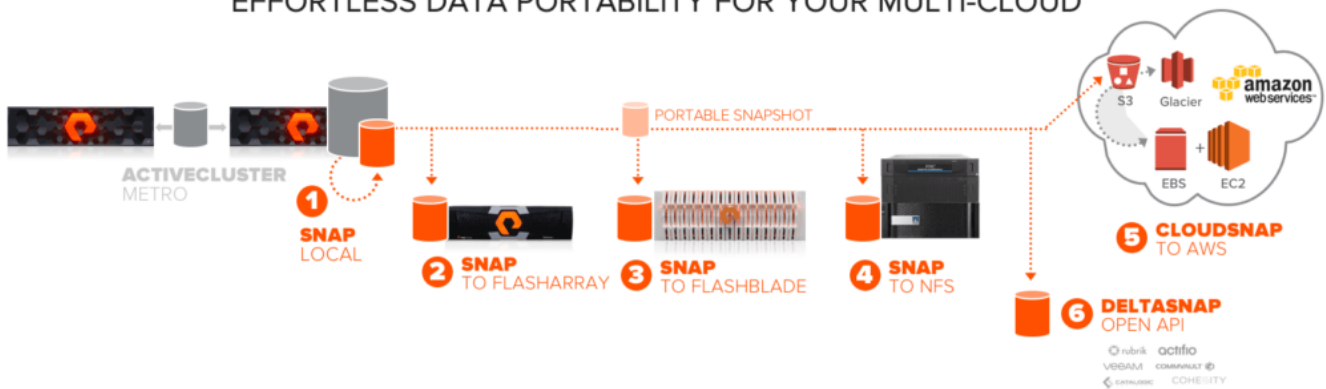 EFFORTLESS DATA PORTABILITY FOR YOUR MULTI-CLOUD
ACTIVECLUSTER
METRO
1
SNAP
LOCAL
PORTABLE SNAPSHOT
2
SNAP
TO FLASHARRAY
3
SNAP
TO FLASHBLADE
4
SNAP
TO NFS
S3
Glacier
amazon
webservices™
EBS
+
EC2
5
CLOUDSNAP
TO AWS
6
DELTASNAP
OPEN API
rubrik actifio
veeam COMMVAULT
CATALOGIC COHESITY